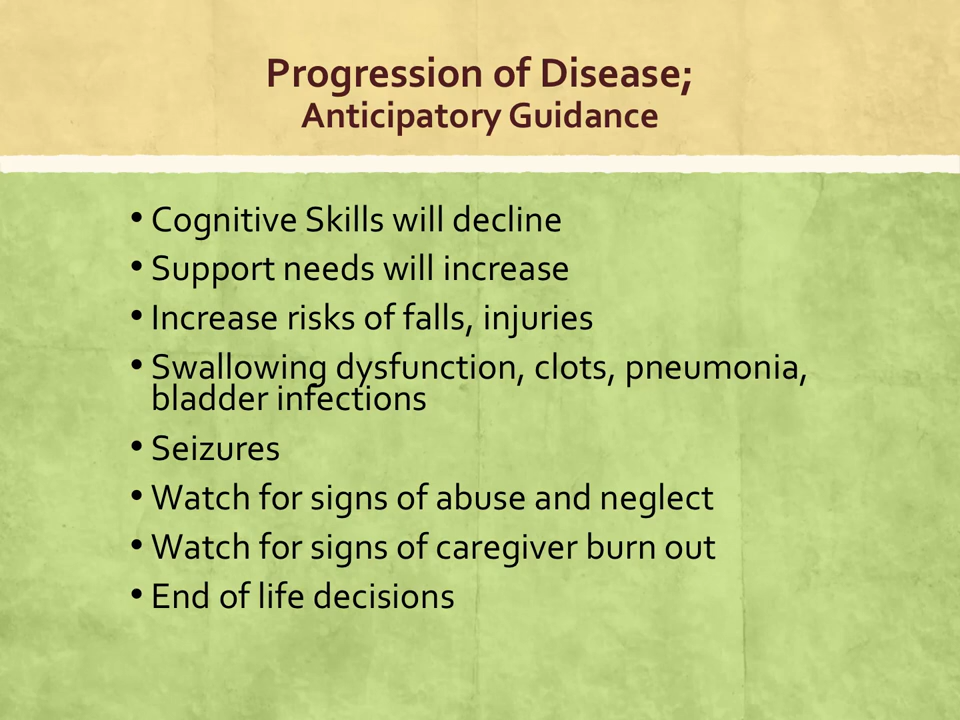 Progression of Disease;
Anticipatory Guidance
• Cognitive Skills will decline
• Support needs will increase
• Increase risks of falls, injuries
• Swallowing dysfunction, clots, pneumonia,
bladder infections
• Seizures
• Watch for signs of abuse and neglect
• Watch for signs of caregiver burn out
• End of life decisions